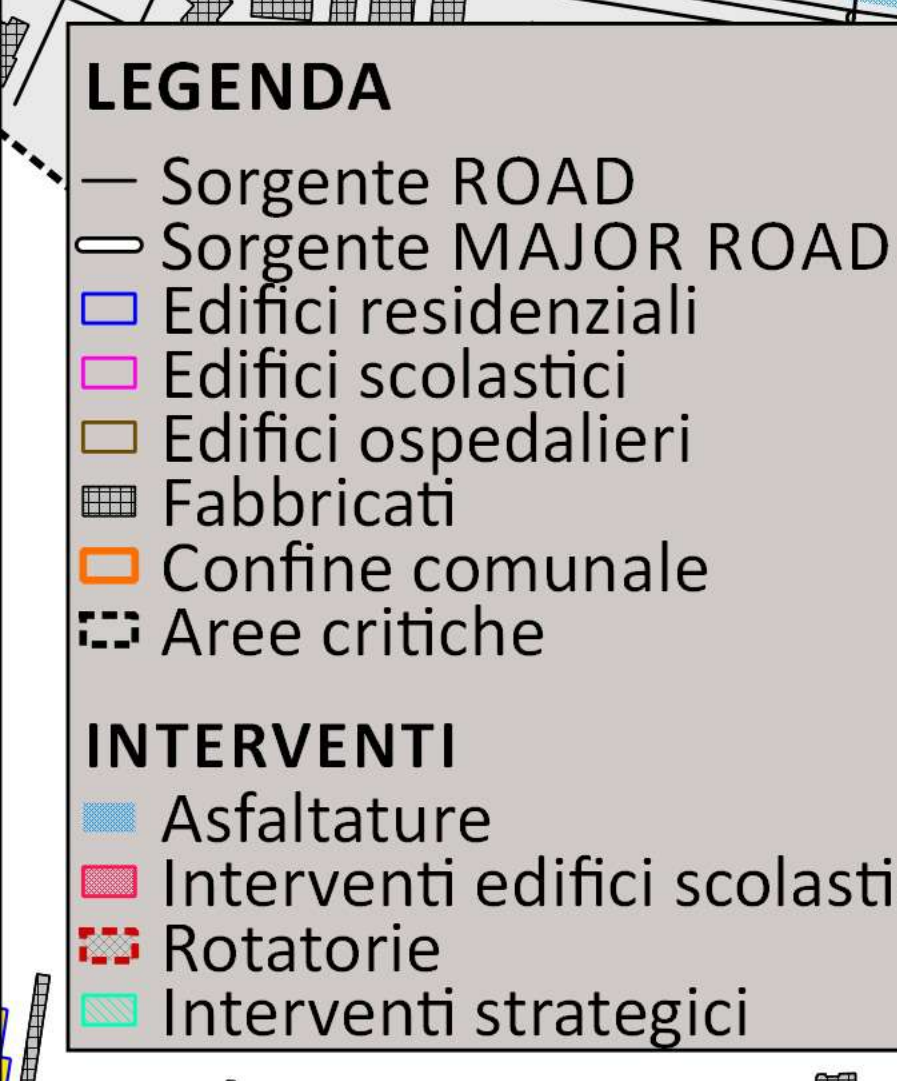 LEGENDA
Sorgente ROAD
Sorgente MAJOR ROAD
Edifici residenziali
Edifici scolastici
Edifici ospedalieri
Fabbricati
Confine comunale
Aree critiche
INTERVENTI
Asfaltature
Interventi edifici scolasti
Rotatorie
Interventi strategici